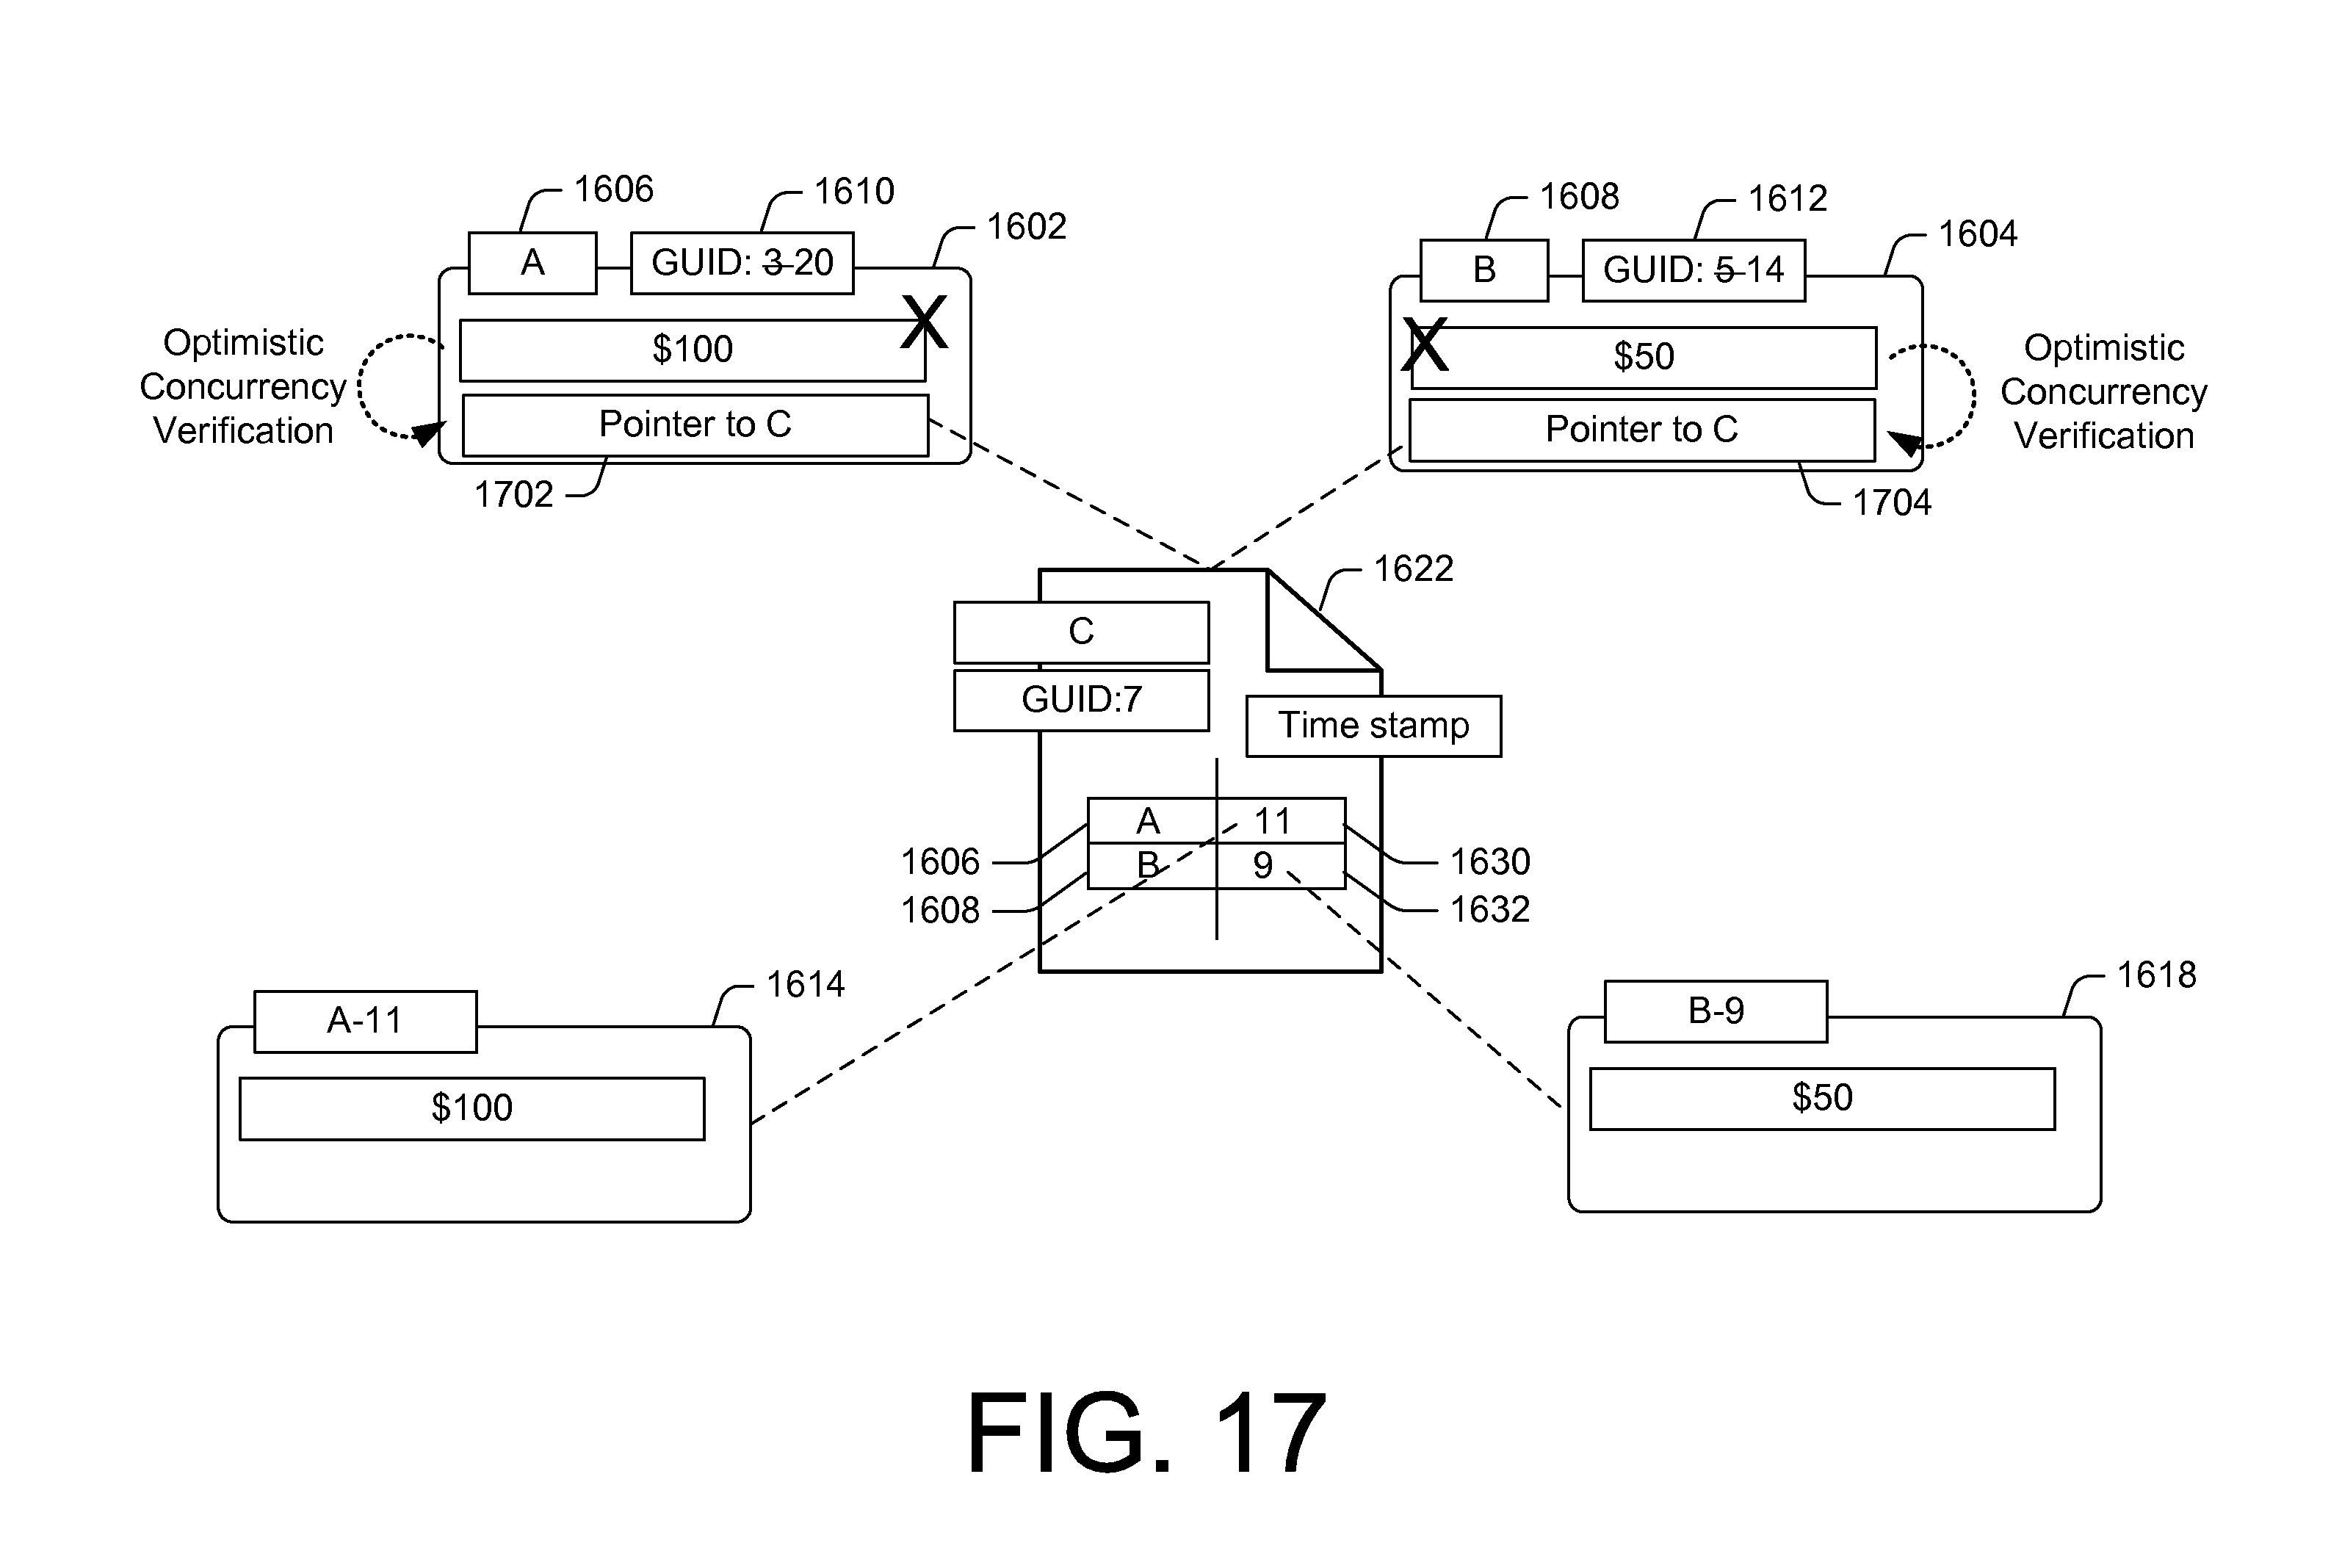 1606
1610
1602
A
GUID: 3 20
X
$100
Optimistic
Concurrency
Verification
Pointer to C
1702
1608
1612
1604
B
GUID: 5 14
X
$50
Optimistic
Concurrency
Verification
Pointer to C
1704
1622
C
GUID:7
Time stamp
A 11
B 9
1606
1608
1630
1632
1614
A-11
$100
1618
B-9
$50
FIG. 17